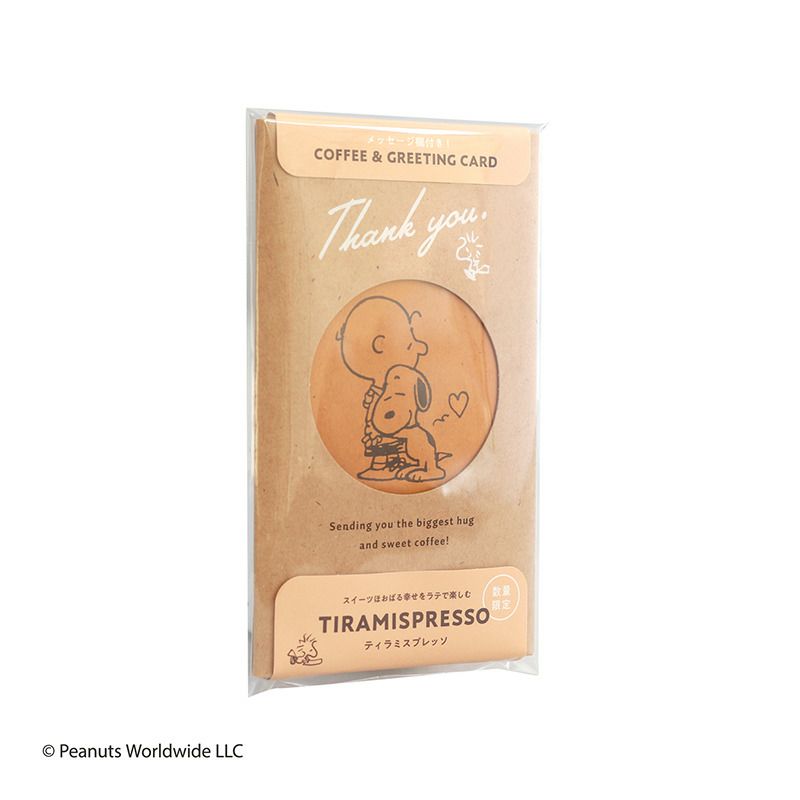 メッセージ欄付き!
COFFEE & GREETING CARD
Thank you.
Sending you the biggest hug
and sweet coffee!
スイーツほおばる幸せをラテで楽しむ
数量
限定
TIRAMISPRESSO
ティラミスプレッソ
© Peanuts Worldwide LLC